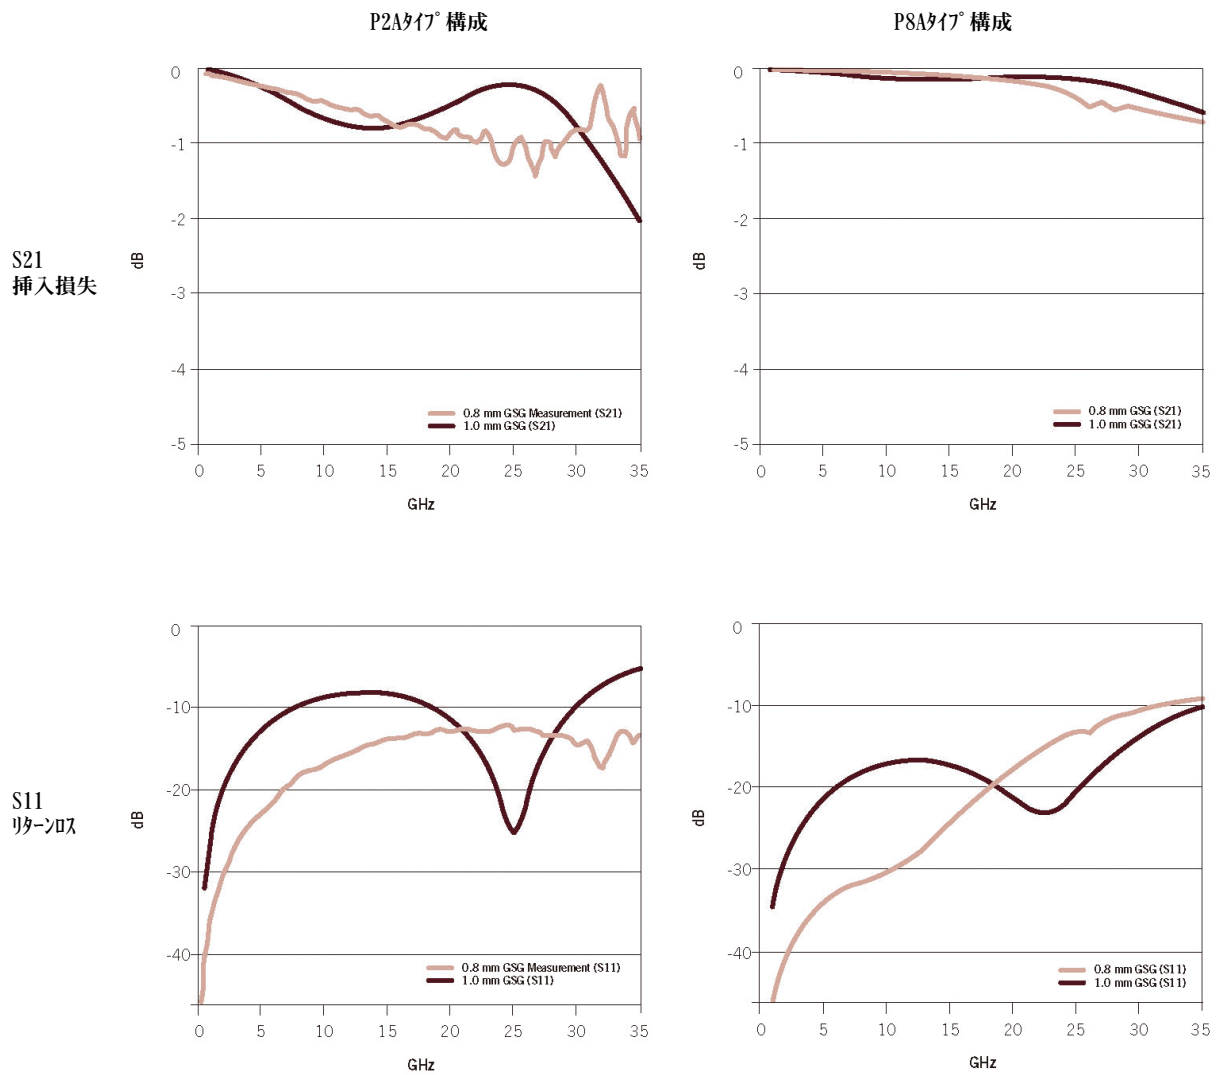 P2Aﾀｲﾌﾟ構成
P8Aﾀｲﾌﾟ構成
S21
挿入損失
dB
0
-1
-2
-3
-4
-5
0.8 mm GSG Measurement (S21)
1.0 mm GSG (S21)
0 5 10 15 20 25 30 35
GHz
dB
0
-1
-2
-3
-4
-5
0.8 mm GSG (S21)
1.0 mm GSG (S21)
0 5 10 15 20 25 30 35
GHz
S11
ﾘﾀｰﾝﾛｽ
dB
0
-10
-20
-30
-40
0.8 mm GSG Measurement (S11)
1.0 mm GSG (S11)
0 5 10 15 20 25 30 35
GHz
dB
0
-10
-20
-30
-40
0.8 mm GSG (S11)
1.0 mm GSG (S11)
0 5 10 15 20 25 30 35
GHz